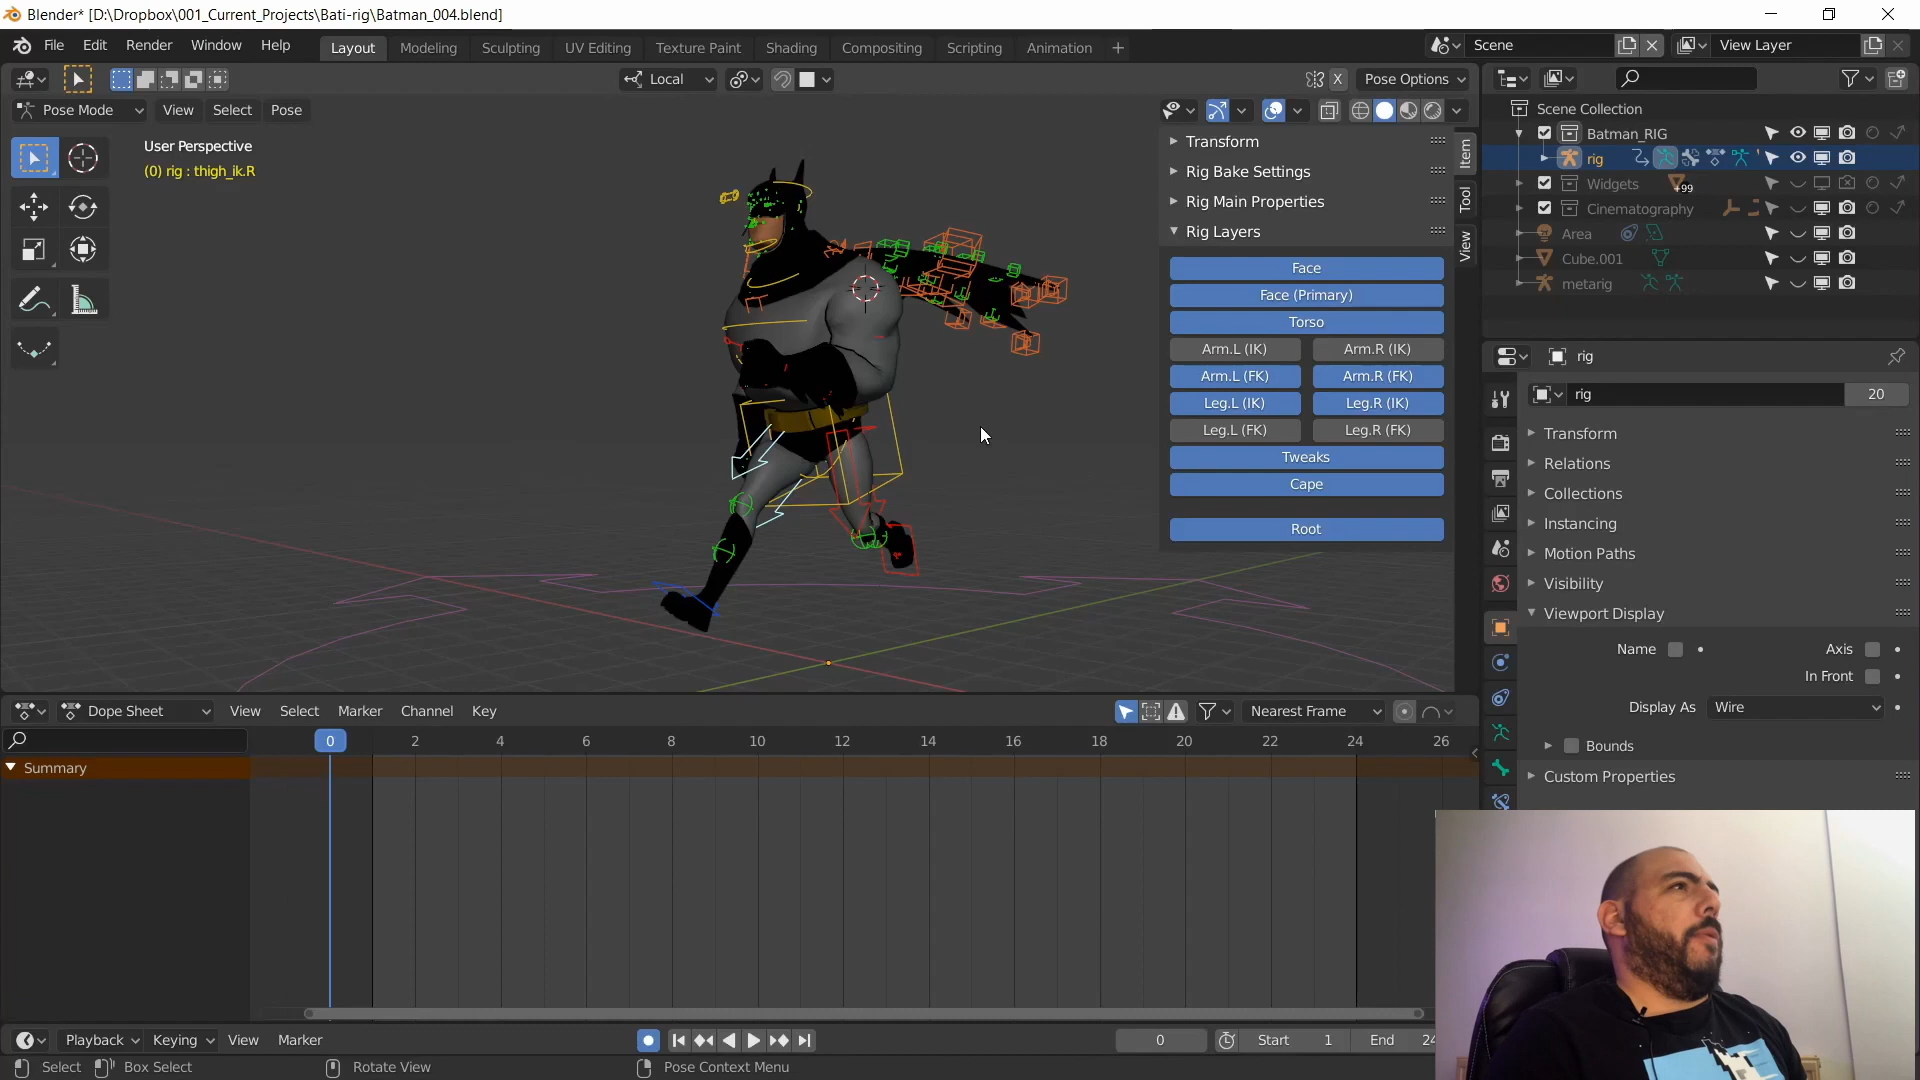 Blender* [D:\Dropbox\001_Current_Projects\Bati-rig\Batman_004.blend]
File Edit Render Window Help Layout Modeling Sculpting UV Editing Texture Paint Shading Compositing Scripting Animation + Scene View Layer
Local X Pose Options
Pose Mode View Select Pose
User Perspective
(0) rig : thigh_ik.R
Transform
Rig Bake Settings
Rig Main Properties
Rig Layers
Face
Face (Primary)
Torso
Arm.L (IK) Arm.R (IK)
Arm.L (FK) Arm.R (FK)
Leg.L (IK) Leg.R (IK)
Leg.L (FK) Leg.R (FK)
Tweaks
Cape
Root
Item
Tool
View
Scene Collection
Batman_RIG
rig
Widgets +99
Cinematography
Area
Cube.001
metarig
rig
rig 20
Transform
Relations
Collections
Instancing
Motion Paths
Visibility
Viewport Display
Name Axis
In Front
Display As Wire
Bounds
Custom Properties
Dope Sheet View Select Marker Channel Key Nearest Frame
0 2 4 6 8 10 12 14 16 18 20 22 24 26
Summary
Playback Keying View Marker 0 Start 1 End 24
Select Box Select Rotate View Pose Context Menu